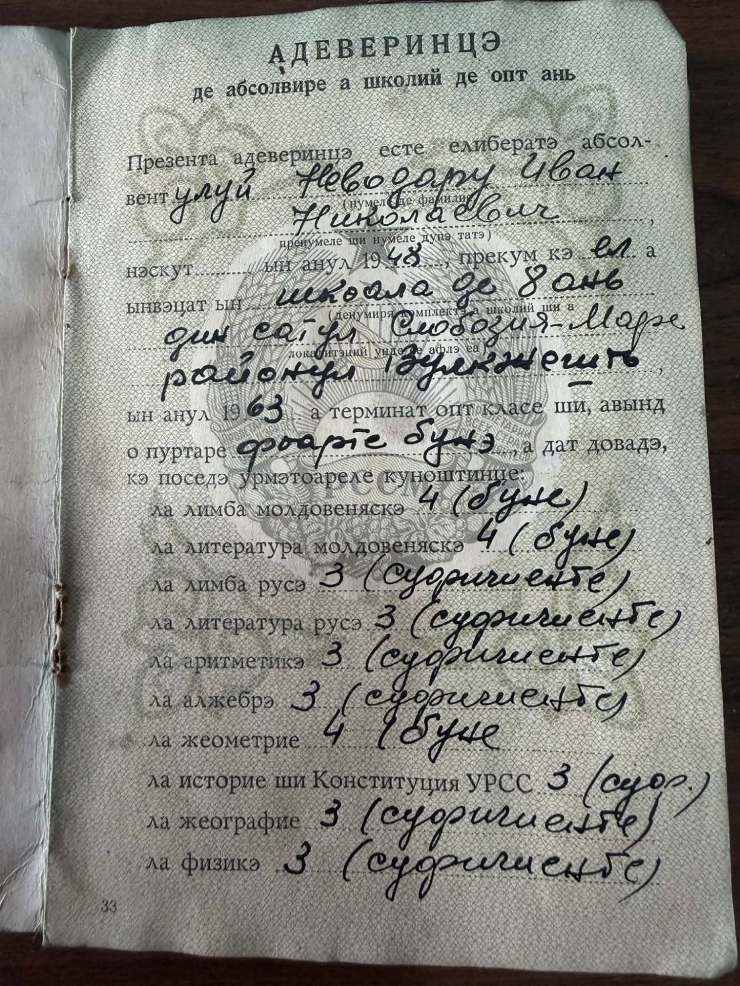 АДЕВЕРИНЦЭ
де абсолвире а школий де опт ань
Презента адеверинцэ есте елибератэ абсол-
вент улуй Неводару Иван
(нумеле де фамилие)
Николаевич,
пренумеле ши нумеле дупэ татэ)
нэскут ын анул 1948, прекум кэ ел а
ынвэцат ын школа де 8 ань
(денумиря комплектэ а школий ши а
дин сатул Слобозия-Маре
локалитэций унде се афлэ еа)
районул Вулкэнешть,
ын анул 1963 а терминат опт класе ши, авынд
о пуртаре фоарте бунэ, а дат довадэ,
кэ поседэ урмэтоареле куноштинце:
РССМ
ла лимба молдовеняскэ 4 (буне)
ла литература молдовеняскэ 4 (буне)
ла лимба русэ 3 (суфичиенте)
ла литература русэ 3 (суфичиенте)
ла аритметикэ 3 (суфичиенте)
ла алжебрэ 3 (суфичиенте)
ла жеометрие 4 (буне
ла историе ши Конституция УРСС 3 (суф.)
ла жеографие 3 (суфичиенте)
ла физикэ 3 (суфичиенте)
33